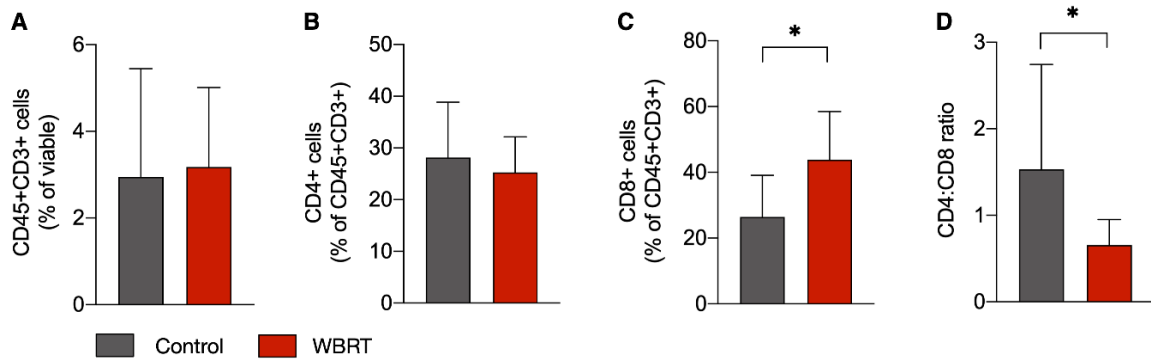 A
CD45+CD3+ cells
(% of viable)
6
4
2
0
B
CD4+ cells
(% of CD45+CD3+)
50
40
30
20
10
0
C
CD8+ cells
(% of CD45+CD3+)
80
60
40
20
0
*
D
CD4:CD8 ratio
3
2
1
0
*
Control WBRT